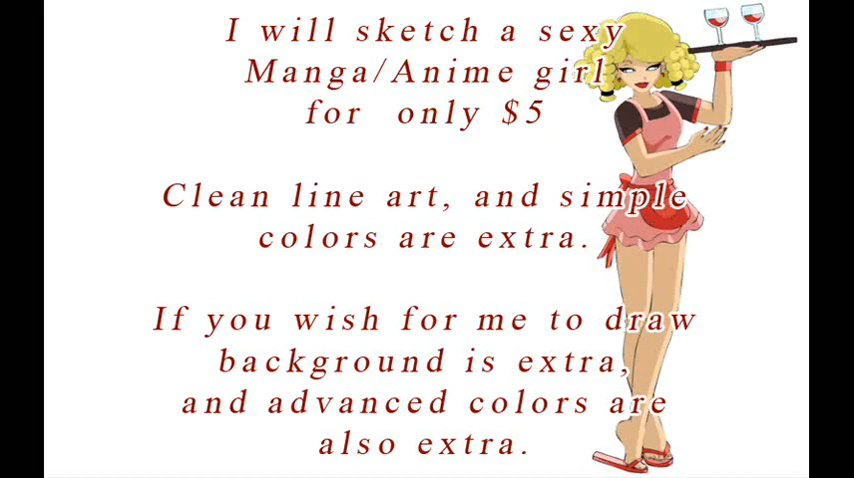 I will sketch a sexy
Manga/Anime girl
for only $5
Clean line art, and simple
colors are extra.
If you wish for me to draw
background is extra,
and advanced colors are
also extra.